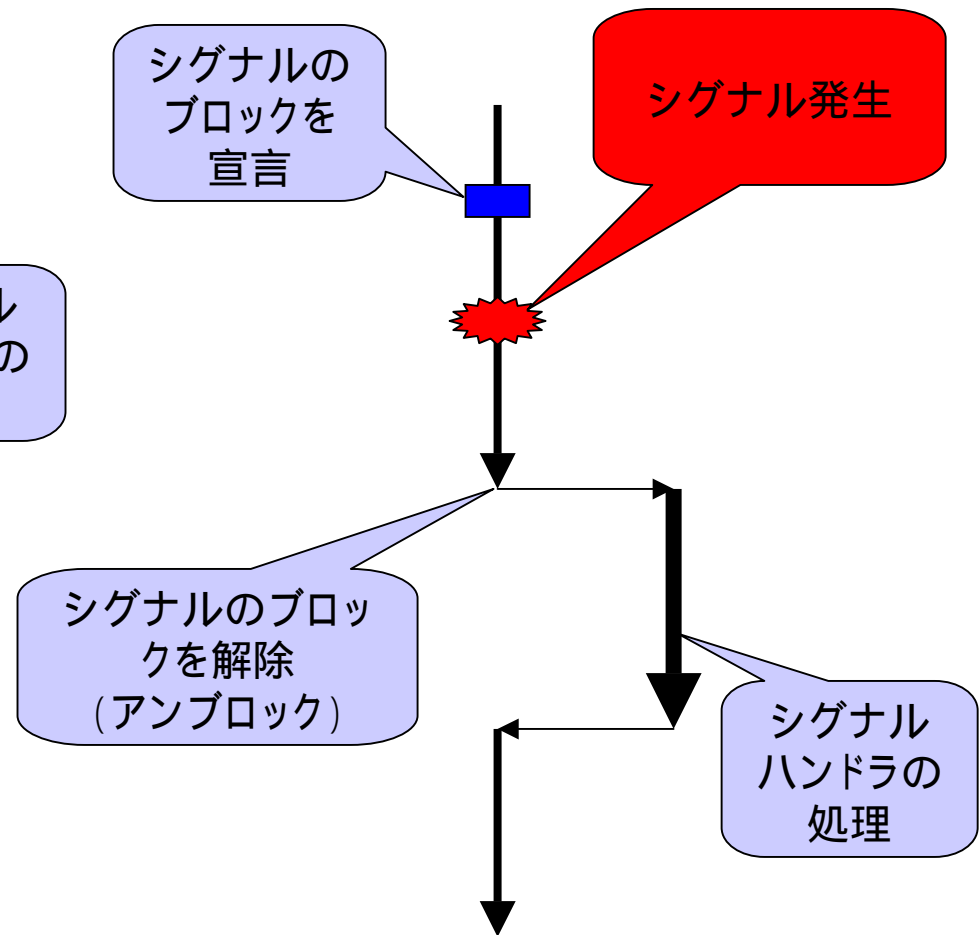 シグナルの
ブロックを
宣言
シグナル発生
ル
の
シグナルのブロッ
クを解除
(アンブロック)
シグナル
ハンドラの
処理